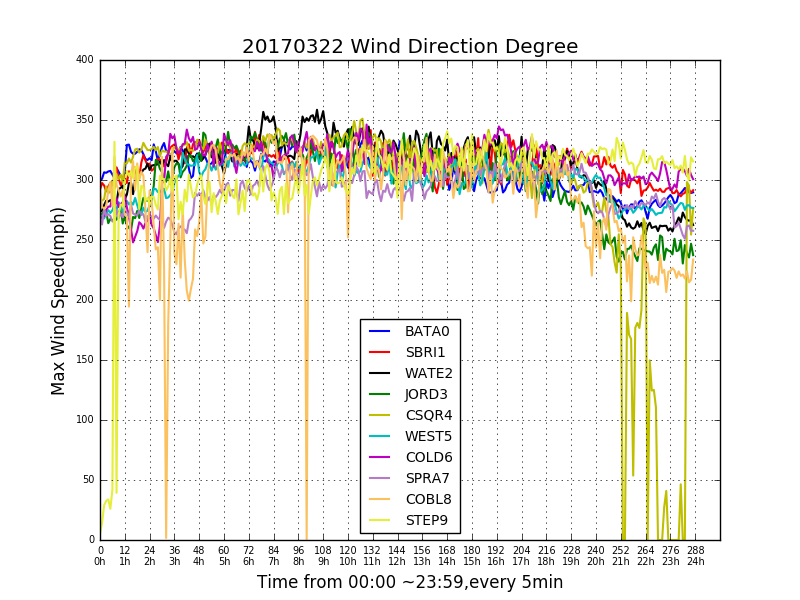 20170322 Wind Direction Degree
Max Wind Speed(mph)
400
350
300
250
200
150
100
50
0
BATA0
SBRI1
WATE2
JORD3
CSQR4
WEST5
COLD6
SPRA7
COBL8
STEP9
0 12 24 36 48 60 72 84 96 108 120 132 144 156 168 180 192 204 216 228 240 252 264 276 288
0h 1h 2h 3h 4h 5h 6h 7h 8h 9h 10h 11h 12h 13h 14h 15h 16h 17h 18h 19h 20h 21h 22h 23h 24h
Time from 00:00 ~23:59,every 5min